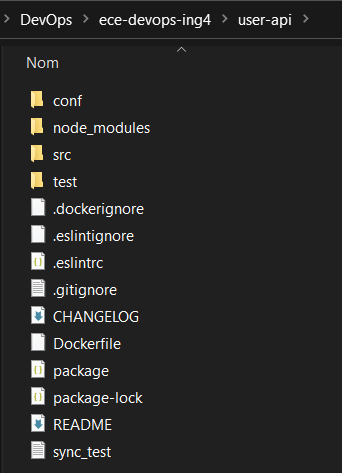 DevOps > ece-devops-ing4 > user-api >
Nom
conf
node_modules
src
test
.dockerignore
.eslintignore
.eslintrc
.gitignore
CHANGELOG
Dockerfile
package
package-lock
README
sync_test